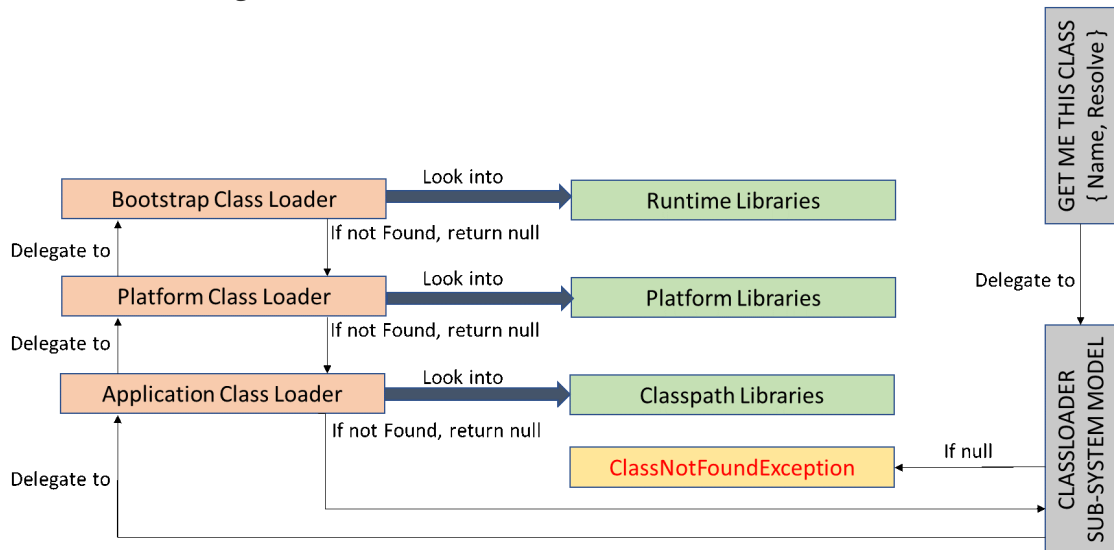 GET ME THIS CLASS
{ Name, Resolve }
Look into
Bootstrap Class Loader
Runtime Libraries
If not Found, return null
Delegate to
Look into
Delegate to
Platform Class Loader
Platform Libraries
If not Found, return null
Delegate to
Look into
Application Class Loader
Classpath Libraries
If not Found, return null
ClassNotFoundException
If null
Delegate to
CLASSLOADER
SUB-SYSTEM MODEL